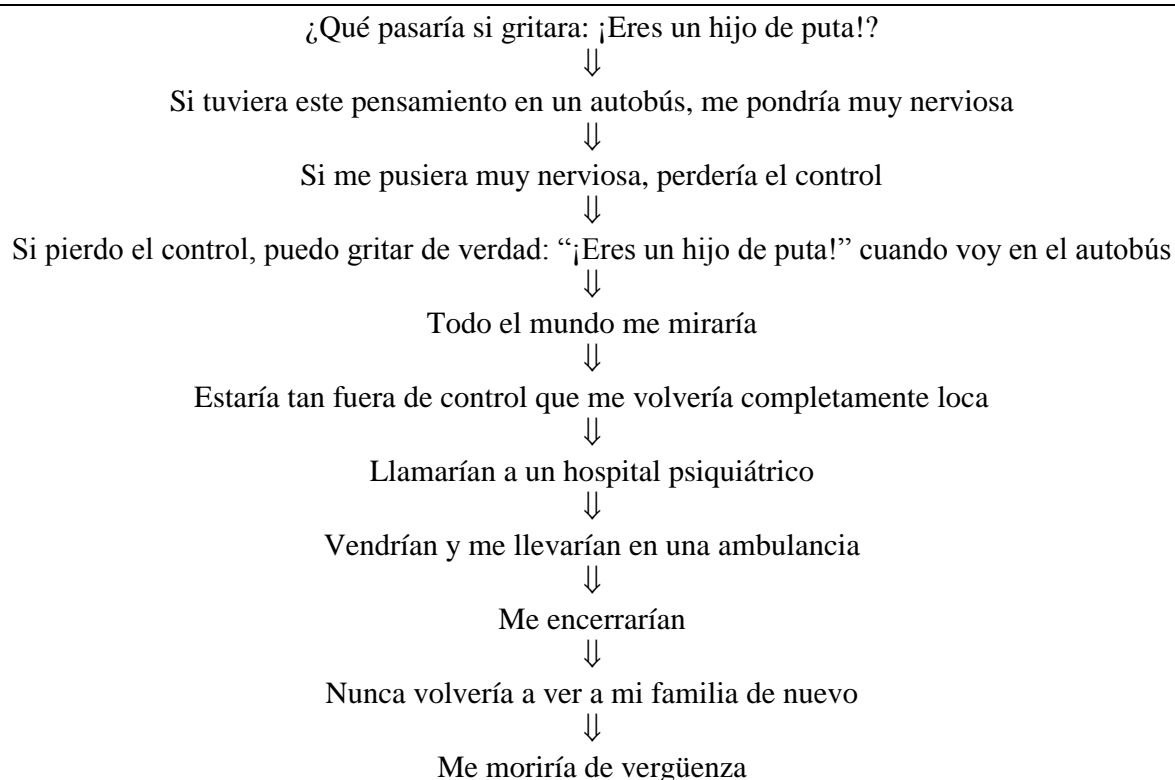 ¿Qué pasaría si gritara: ¡Eres un hijo de puta!?
⇓
Si tuviera este pensamiento en un autobús, me pondría muy nerviosa
⇓
Si me pusiera muy nerviosa, perdería el control
⇓
Si pierdo el control, puedo gritar de verdad: “¡Eres un hijo de puta!” cuando voy en el autobús
⇓
Todo el mundo me miraría
⇓
Estaría tan fuera de control que me volvería completamente loca
⇓
Llamarían a un hospital psiquiátrico
⇓
Vendrían y me llevarían en una ambulancia
⇓
Me encerrarían
⇓
Nunca volvería a ver a mi familia de nuevo
⇓
Me moriría de vergüenza